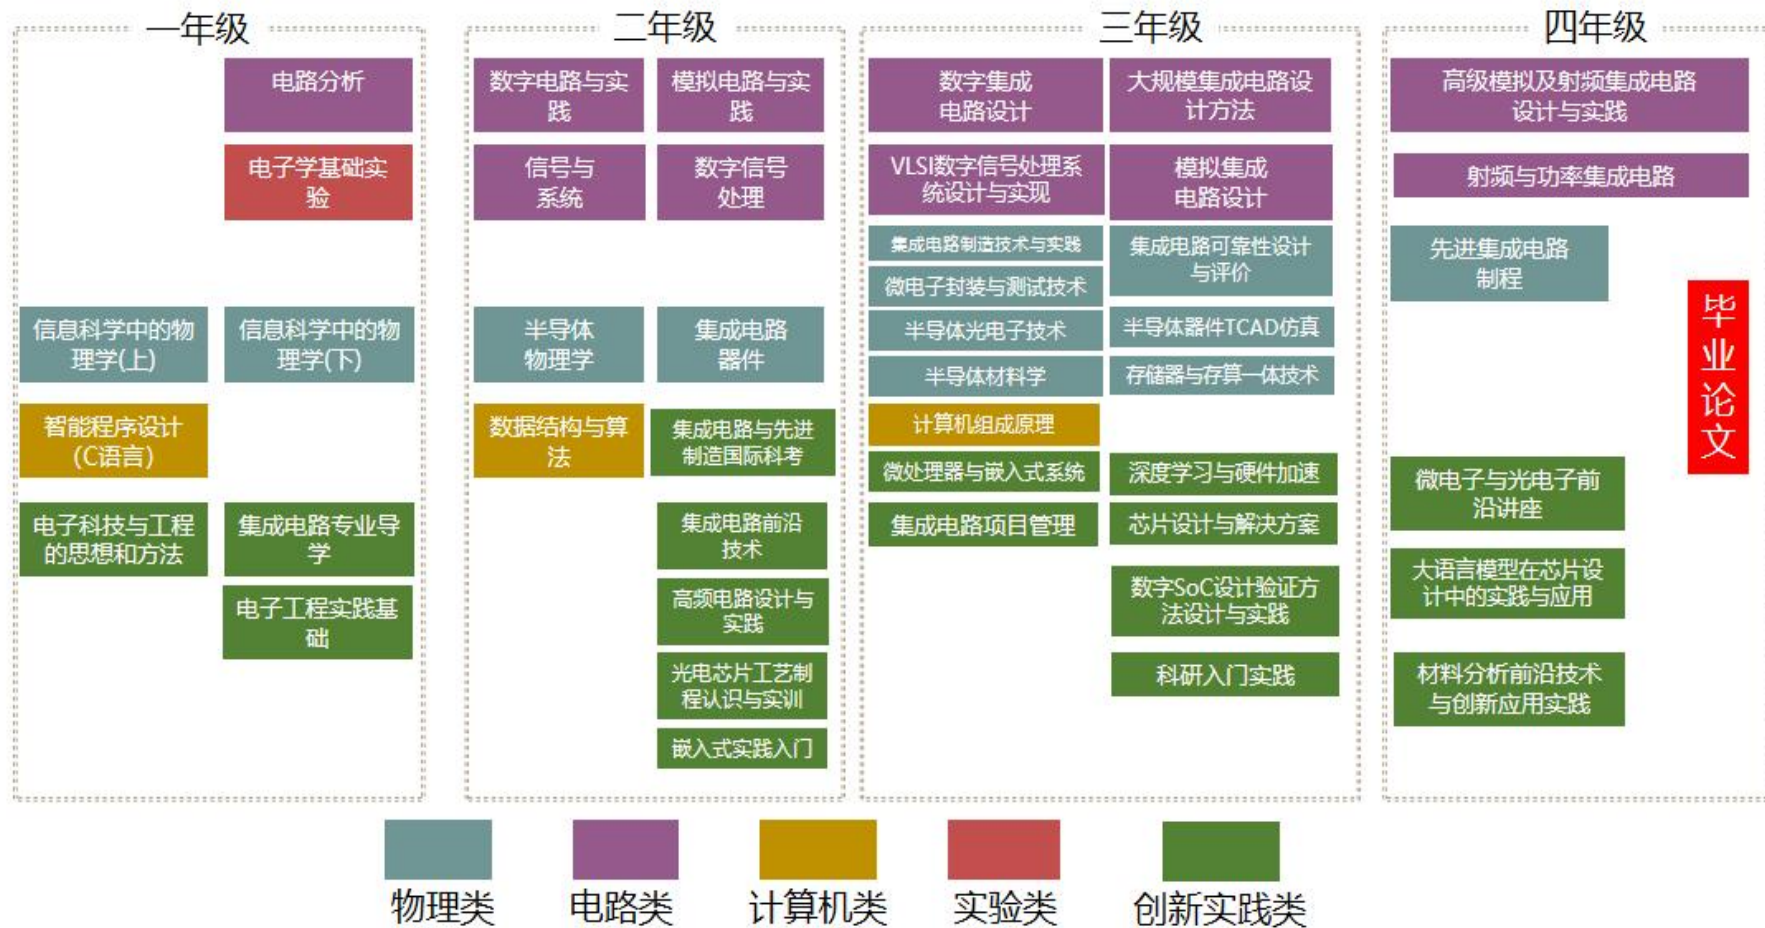 一年级
电路分析
电子学基础实
验
信息科学中的物
理学(上)
信息科学中的物
理学(下)
智能程序设计
(C语言)
电子科技与工程
的思想和方法
集成电路专业导
学
电子工程实践基
础
二年级
数字电路与实
践
模拟电路与实
践
信号与
系统
数字信号
处理
半导体
物理学
集成电路
器件
数据结构与算
法
集成电路与先进
制造国际科考
集成电路前沿
技术
高频电路设计与
实践
光电芯片工艺制
程认识与实训
嵌入式实践入门
三年级
数字集成
电路设计
大规模集成电路设
计方法
VLSI数字信号处理系
统设计与实现
模拟集成
电路设计
集成电路制造技术与实践
集成电路可靠性设计
与评价
微电子封装与测试技术
半导体光电子技术
半导体器件TCAD仿真
半导体材料学
存储器与存算一体技术
计算机组成原理
微处理器与嵌入式系统
深度学习与硬件加速
集成电路项目管理
芯片设计与解决方案
数字SoC设计验证方
法设计与实践
科研入门实践
四年级
高级模拟及射频集成电路
设计与实践
射频与功率集成电路
先进集成电路
制程
毕业论文
微电子与光电子前
沿讲座
大语言模型在芯片设
计中的实践与应用
材料分析前沿技术
与创新应用实践
物理类
电路类
计算机类
实验类
创新实践类